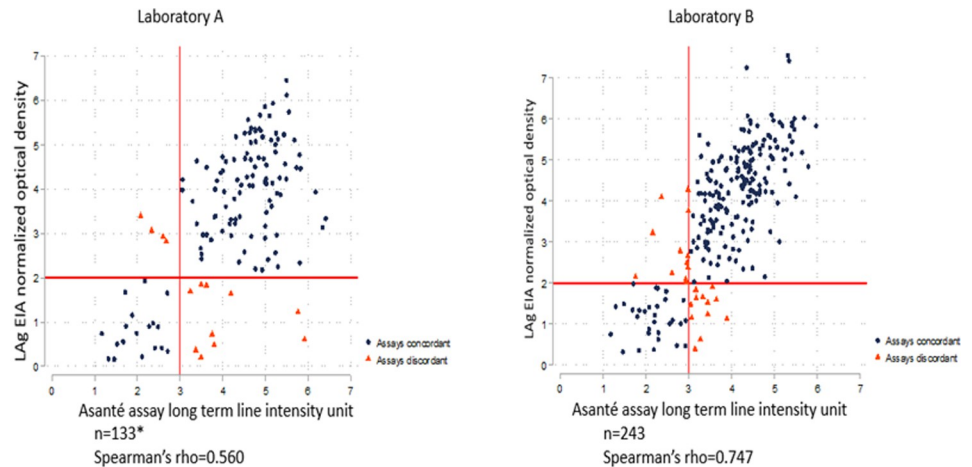 Laboratory A
LAg EIA normalized optical density
7
6
5
4
3
2
1
0
0 1 2 3 4 5 6 7
Assays concordant
Assays discordant
Asanté assay long term line intensity unit
n=133*
Spearman's rho=0.560
Laboratory B
LAg EIA normalized optical density
7
6
5
4
3
2
1
0
0 1 2 3 4 5 6 7
Assays concordant
Assays discordant
Asanté assay long term line intensity unit
n=243
Spearman's rho=0.747